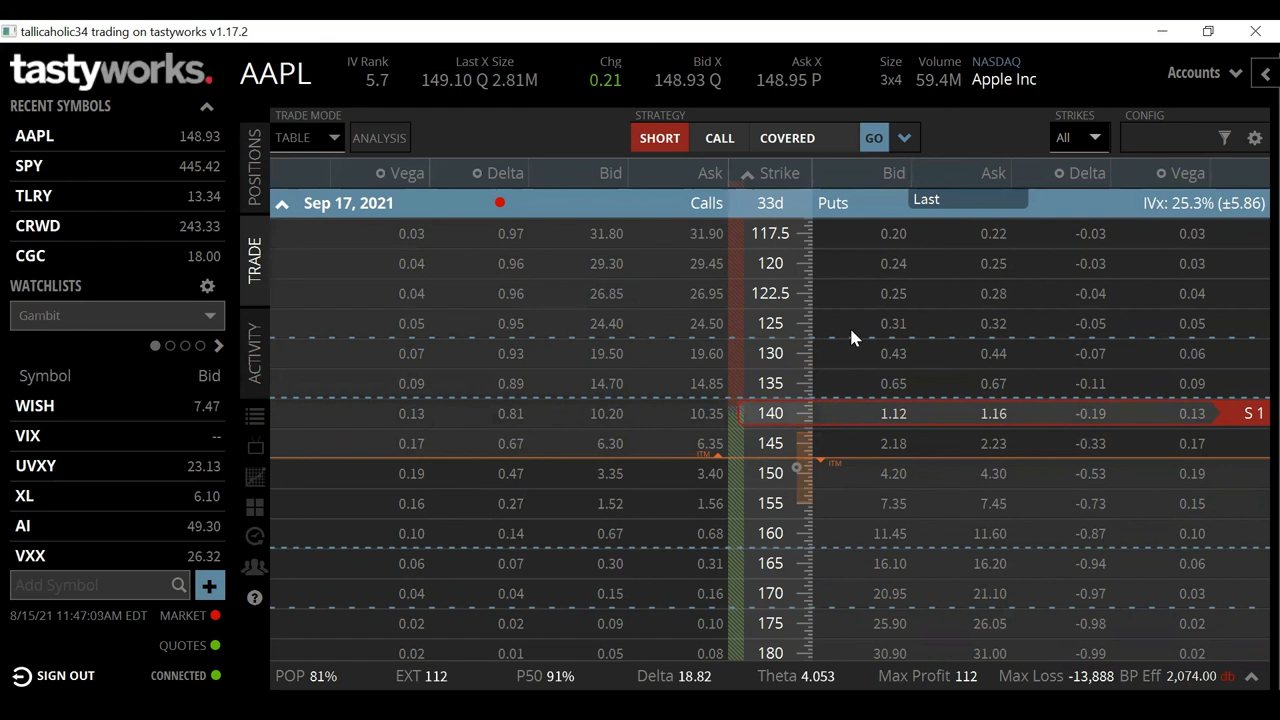 tallicaholic34 trading on tastyworks v1.17.2
tastyworks.
AAPL
IV Rank 5.7
Last X Size 149.10 Q 2.81M
Chg 0.21
Bid X 148.93 Q
Ask X 148.95 P
Size 3x4
Volume 59.4M
NASDAQ Apple Inc
Accounts
RECENT SYMBOLS
AAPL 148.93
SPY 445.42
TLRY 13.34
CRWD 243.33
CGC 18.00
WATCHLISTS
Gambit
Symbol Bid
WISH 7.47
VIX --
UVXY 23.13
XL 6.10
AI 49.30
VXX 26.32
Add Symbol
8/15/21 11:47:03AM EDT MARKET
QUOTES
SIGN OUT CONNECTED
POSITIONS
TRADE
ACTIVITY
TRADE MODE STRATEGY STRIKES CONFIG
TABLE ANALYSIS SHORT CALL COVERED GO All
Vega Delta Bid Ask Strike Bid Ask Delta Vega
Sep 17, 2021 Calls 33d Puts Last IVx: 25.3% (±5.86)
0.03 0.97 31.80 31.90 117.5 0.20 0.22 -0.03 0.03
0.04 0.96 29.30 29.45 120 0.24 0.25 -0.03 0.03
0.04 0.96 26.85 26.95 122.5 0.25 0.28 -0.04 0.04
0.05 0.95 24.40 24.50 125 0.31 0.32 -0.05 0.05
0.07 0.93 19.50 19.60 130 0.43 0.44 -0.07 0.06
0.09 0.89 14.70 14.85 135 0.65 0.67 -0.11 0.09
0.13 0.81 10.20 10.35 140 1.12 1.16 -0.19 0.13 S 1
0.17 0.67 6.30 6.35 145 2.18 2.23 -0.33 0.17
ITM ITM
0.19 0.47 3.35 3.40 150 4.20 4.30 -0.53 0.19
0.16 0.27 1.52 1.56 155 7.35 7.45 -0.73 0.15
0.10 0.14 0.67 0.68 160 11.45 11.60 -0.87 0.10
0.06 0.07 0.30 0.31 165 16.10 16.20 -0.94 0.06
0.04 0.04 0.15 0.16 170 20.95 21.10 -0.97 0.03
0.02 0.02 0.09 0.10 175 25.90 26.05 -0.98 0.02
0.02 0.01 0.05 0.08 180 30.90 31.00 -0.99 0.02
POP 81% EXT 112 P50 91% Delta 18.82 Theta 4.053 Max Profit 112 Max Loss -13,888 BP Eff 2,074.00 db